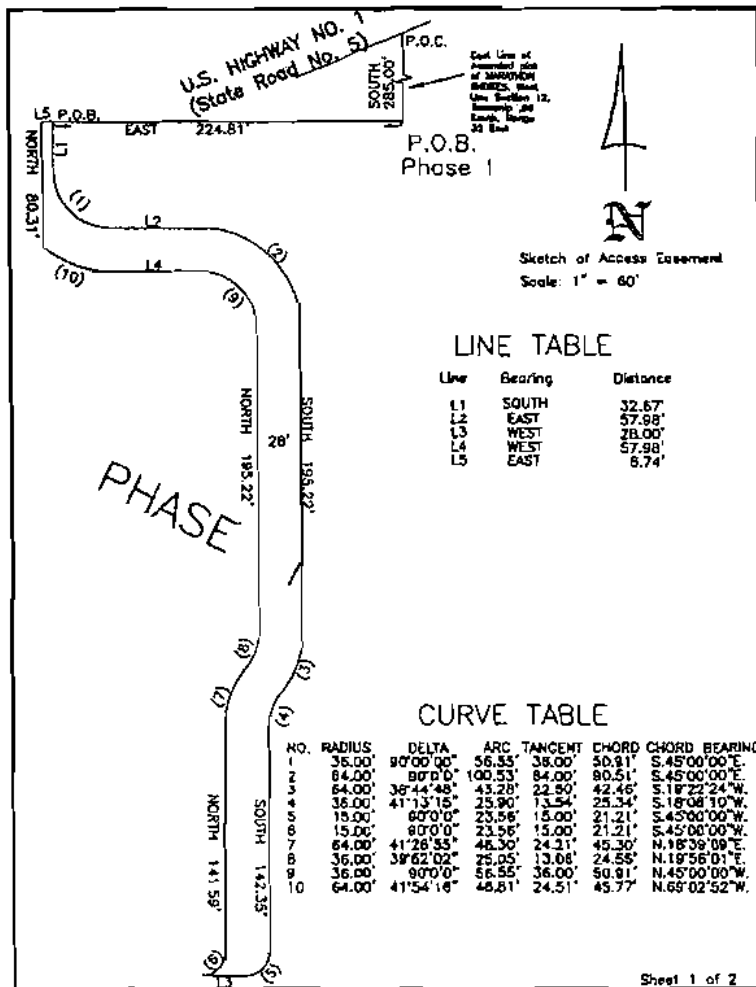 U.S. HIGHWAY NO. 1
(State Road No. 5)
P.O.C.
SOUTH
285.00'
East Line of
of MARATHON
Line Section 12,
L5 P.O.B.
EAST 224.81'
P.O.B.
Phase 1
NORTH 80.31'
L1
(1)
L2
(2)
(10)
L4
(9)
N
Sketch of Access Easement
Scale: 1" = 60'
LINE TABLE
Line Bearing Distance
L1 SOUTH 32.67'
L2 EAST 57.98'
L3 WEST 28.00'
L4 WEST 57.98'
L5 EAST 6.74'
NORTH 195.22'
28'
SOUTH 195.22'
PHASE
(8)
(3)
(7)
(4)
CURVE TABLE
NO. RADIUS DELTA ARC TANGENT CHORD CHORD BEARING
1 36.00' 90°00'00" 56.55' 36.00' 50.91' S.45°00'00"E.
2 64.00' 90°0'0" 100.53' 64.00' 90.51' S.45°00'00"E.
3 64.00' 38°44'48" 43.28' 22.50' 42.46' S.19°22'24"W.
4 36.00' 41°13'15" 25.90' 13.54' 25.34' S.18°08'10"W.
5 15.00' 90°0'0" 23.56' 15.00' 21.21' S.45°00'00"W.
6 15.00' 90°0'0" 23.56' 15.00' 21.21' S.45°00'00"W.
7 64.00' 41°26'55" 46.30' 24.21' 45.30' N.18°39'09"E.
8 36.00' 39°52'02" 25.05' 13.06' 24.55' N.19°56'01"E.
9 36.00' 90°0'0" 56.55' 36.00' 50.91' N.45°00'00"W.
10 64.00' 41°54'16" 46.81' 24.51' 45.77' N.69°02'52"W.
NORTH 141.59'
SOUTH 142.35'
(6)
L3
(5)
Sheet 1 of 2